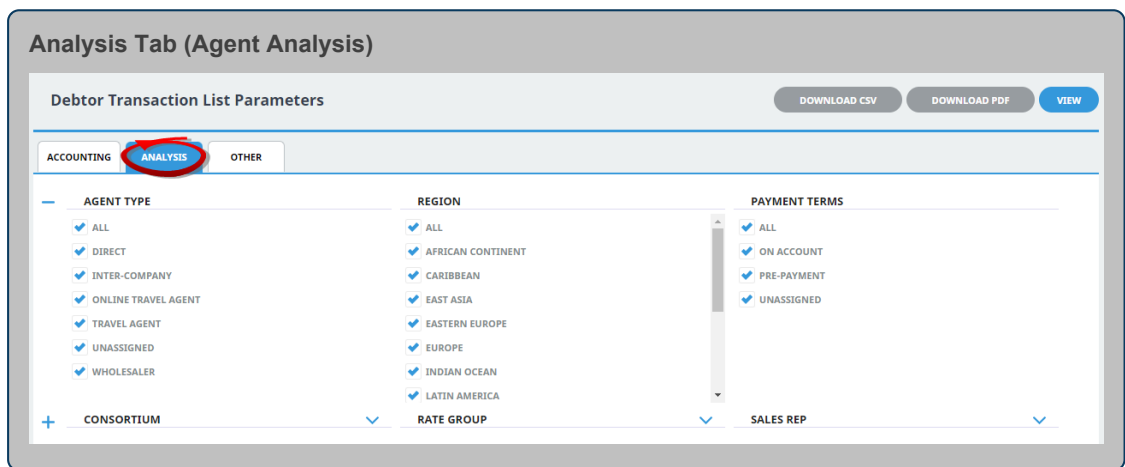 Analysis Tab (Agent Analysis)
Debtor Transaction List Parameters
DOWNLOAD CSV
DOWNLOAD PDF
VIEW
ACCOUNTING
ANALYSIS
OTHER
AGENT TYPE
ALL
DIRECT
INTER-COMPANY
ONLINE TRAVEL AGENT
TRAVEL AGENT
UNASSIGNED
WHOLESALER
REGION
ALL
AFRICAN CONTINENT
CARIBBEAN
EAST ASIA
EASTERN EUROPE
EUROPE
INDIAN OCEAN
LATIN AMERICA
PAYMENT TERMS
ALL
ON ACCOUNT
PRE-PAYMENT
UNASSIGNED
CONSORTIUM
RATE GROUP
SALES REP